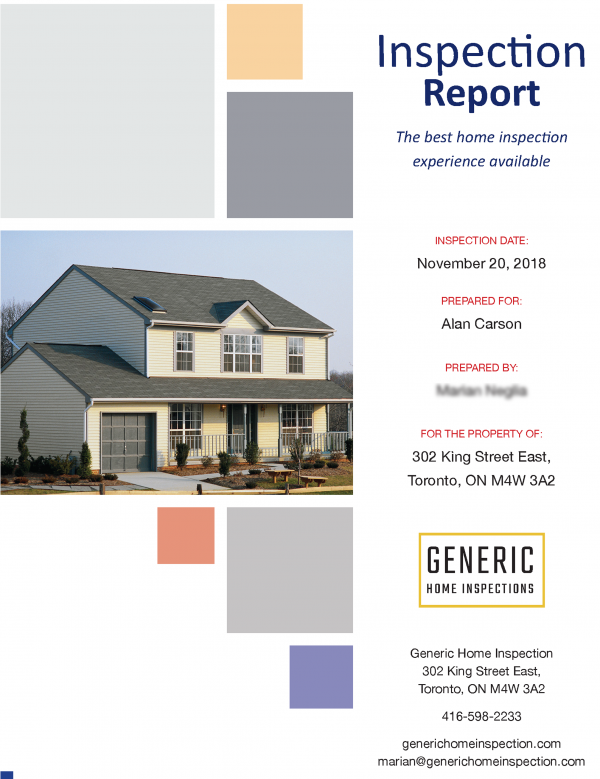 Inspection
Report
The best home inspection
experience available
INSPECTION DATE:
November 20, 2018
PREPARED FOR:
Alan Carson
PREPARED BY:
FOR THE PROPERTY OF:
302 King Street East,
Toronto, ON M4W 3A2
GENERIC
HOME INSPECTIONS
Generic Home Inspection
302 King Street East,
Toronto, ON M4W 3A2
416-598-2233
generichomeinspection.com
marian@generichomeinspection.com